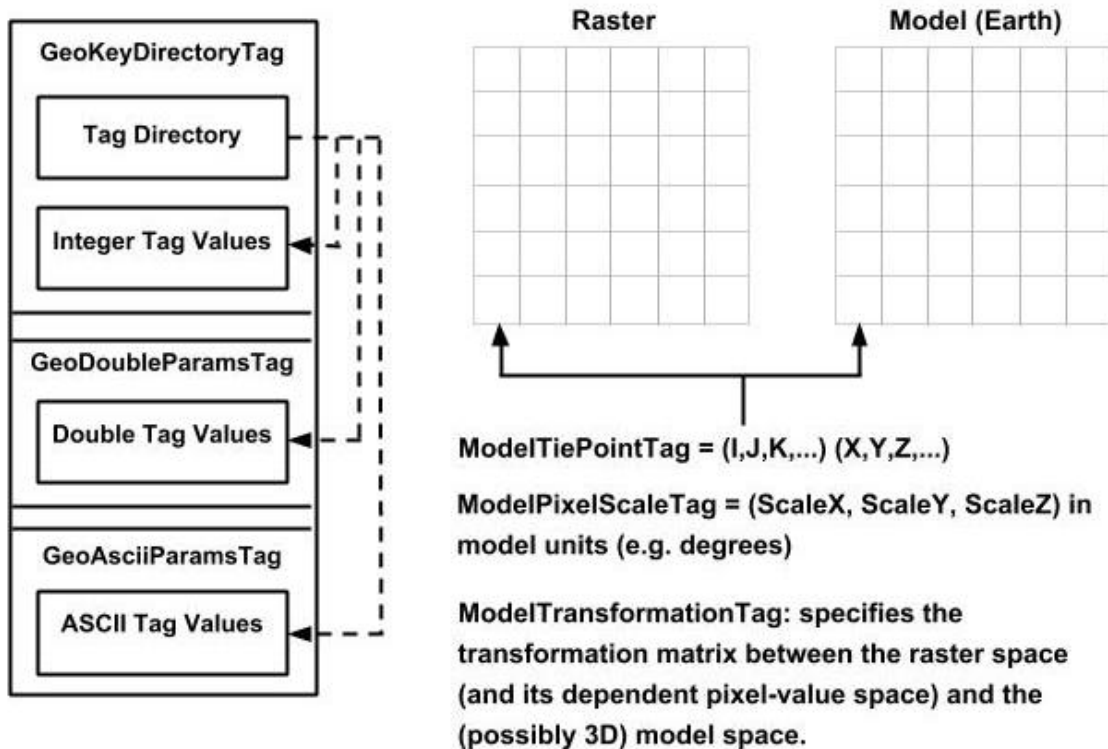 GeoKeyDirectoryTag
Tag Directory
Integer Tag Values
GeoDoubleParamsTag
Double Tag Values
GeoAsciiParamsTag
ASCII Tag Values
Raster
Model (Earth)
ModelTiePointTag = (I,J,K,...) (X,Y,Z,...)
ModelPixelScaleTag = (ScaleX, ScaleY, ScaleZ) in
model units (e.g. degrees)
ModelTransformationTag: specifies the
transformation matrix between the raster space
(and its dependent pixel-value space) and the
(possibly 3D) model space.